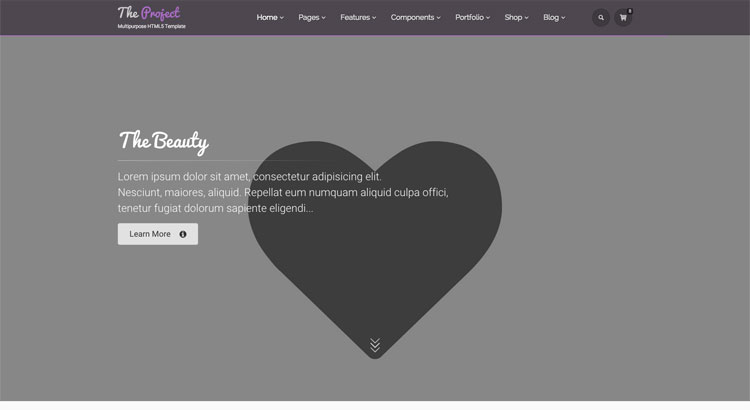 The Project
Multipurpose HTML5 Template
Home Pages Features Components Portfolio Shop Blog
0
The Beauty
Lorem ipsum dolor sit amet, consectetur adipisicing elit.
Nesciunt, maiores, aliquid. Repellat eum numquam aliquid culpa offici,
tenetur fugiat dolorum sapiente eligendi...
Learn More